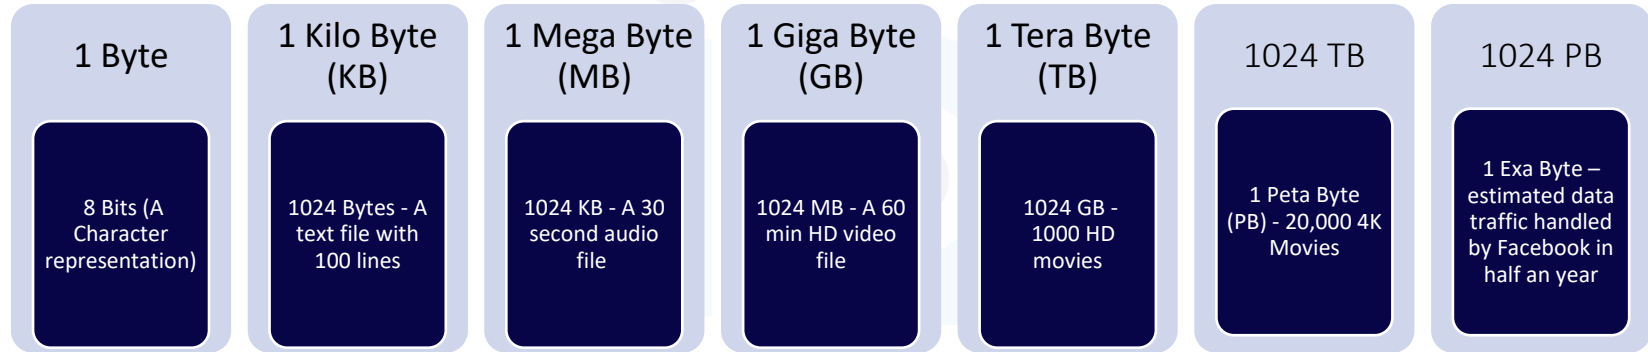 1 Byte
8 Bits (A
Character
representation)
1 Kilo Byte
(KB)
1024 Bytes - A
text file with
100 lines
1 Mega Byte
(MB)
1024 KB - A 30
second audio
file
1 Giga Byte
(GB)
1024 MB - A 60
min HD video
file
1 Tera Byte
(TB)
1024 GB -
1000 HD
movies
1024 TB
1 Peta Byte
(PB) - 20,000 4K
Movies
1024 PB
1 Exa Byte –
estimated data
traffic handled
by Facebook in
half an year